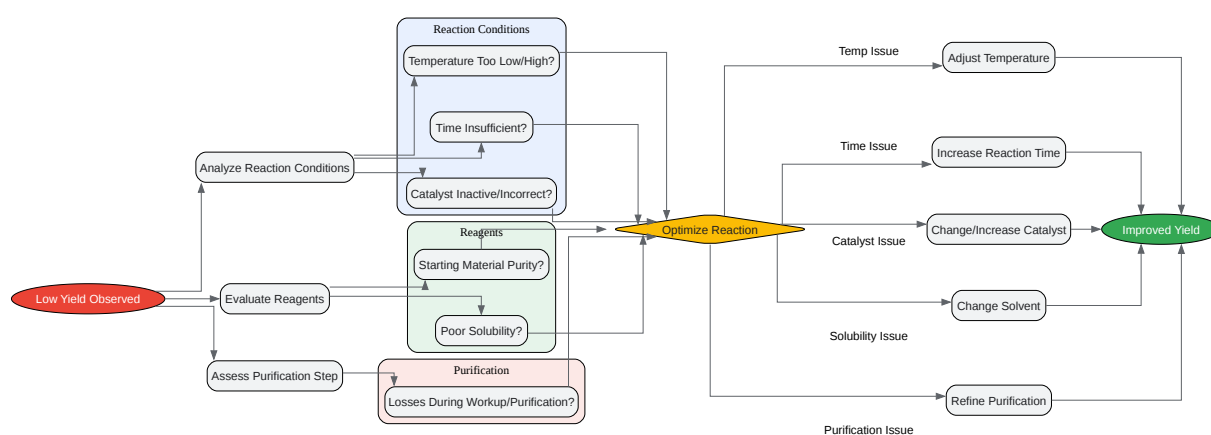 Reaction Conditions
Temperature Too Low/High?
Time Insufficient?
Analyze Reaction Conditions
Catalyst Inactive/Incorrect?
Reagents
Starting Material Purity?
Low Yield Observed
Evaluate Reagents
Poor Solubility?
Assess Purification Step
Purification
Losses During Workup/Purification?
Optimize Reaction
Temp Issue
Adjust Temperature
Time Issue
Increase Reaction Time
Catalyst Issue
Change/Increase Catalyst
Improved Yield
Change Solvent
Solubility Issue
Refine Purification
Purification Issue